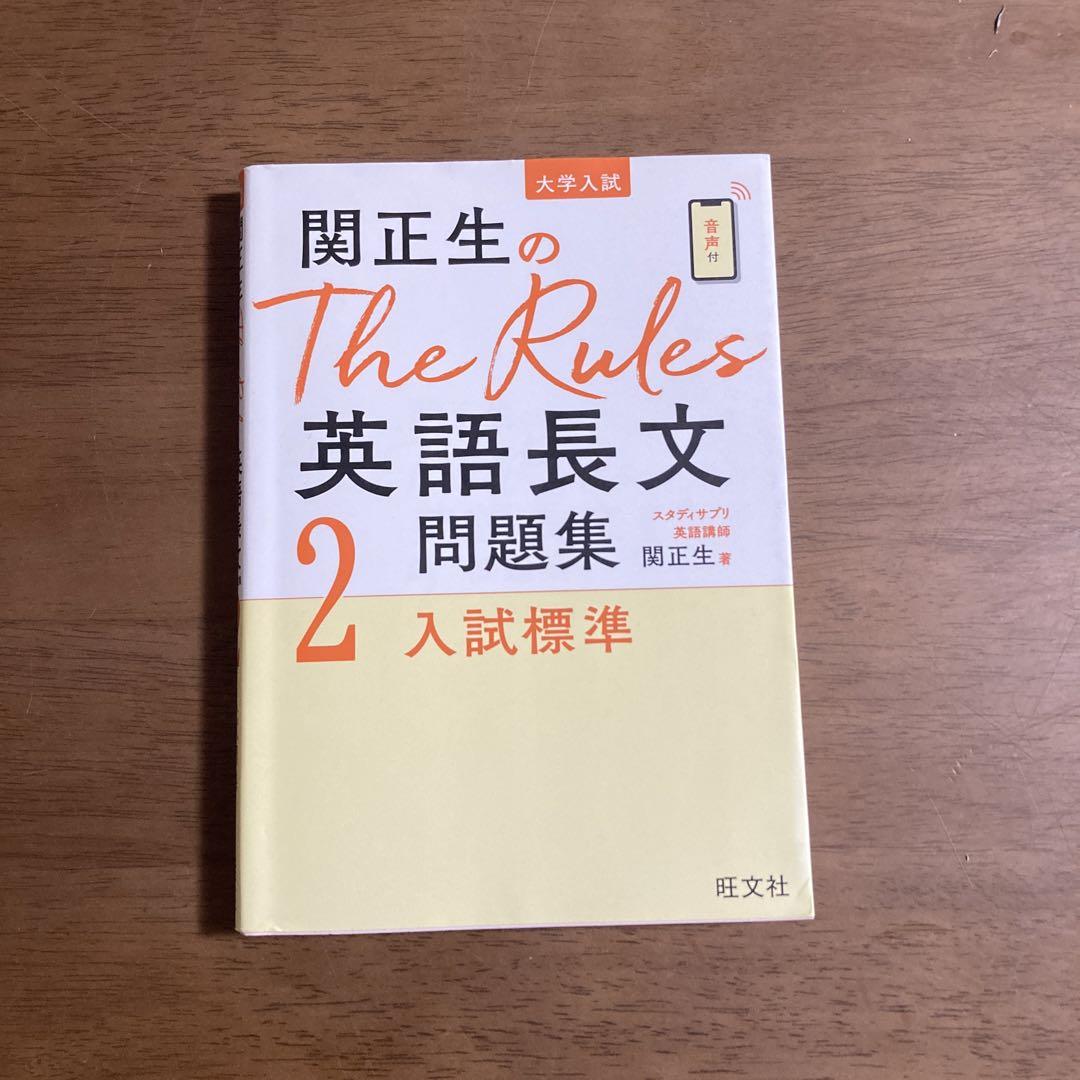 大学入試
関正生の
音声付
The Rules
英語長文
問題集
スタディサプリ
英語講師
関正生 著
2
入試標準
旺文社